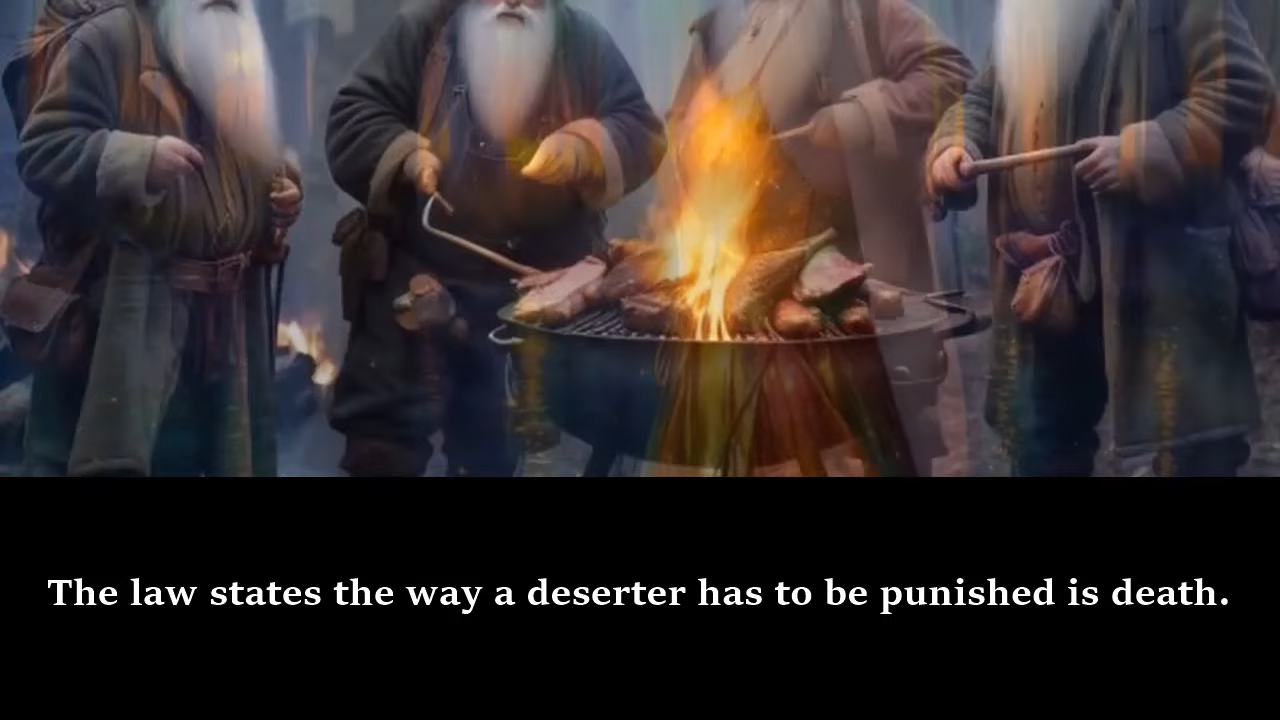 The law states the way a deserter has to be punished is death.